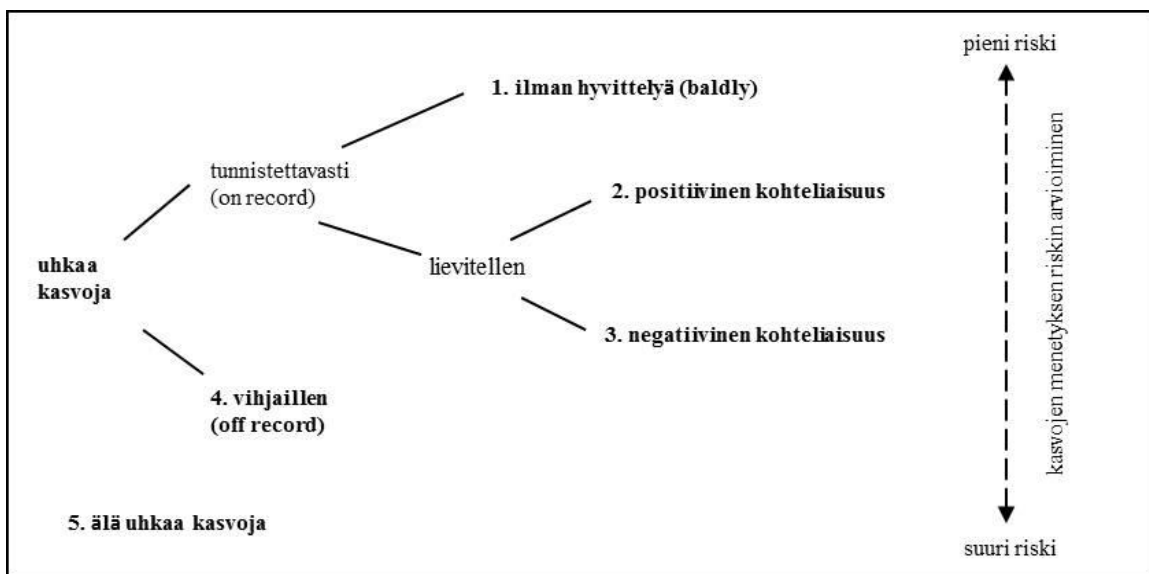 pieni riski
1. ilman hyvittelyä (baldly)
tunnistettavasti
(on record)
2. positiivinen kohteliaisuus
lievitellen
uhkaa
kasvoja
3. negatiivinen kohteliaisuus
4. vihjaillen
(off record)
5. älä uhkaa kasvoja
kasvojen menetyksen riskin arvioiminen
suuri riski